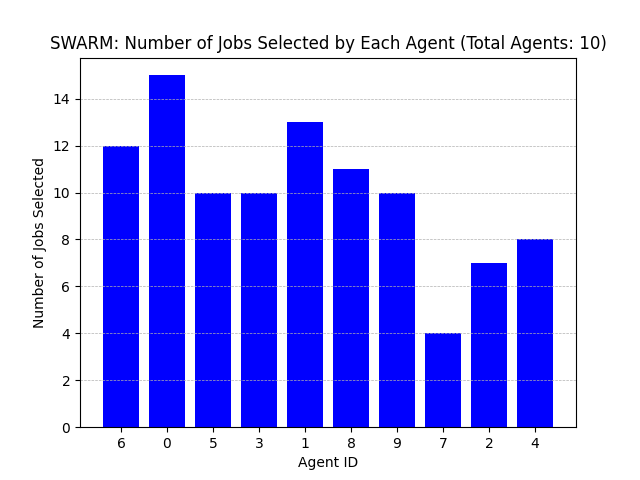 SWARM: Number of Jobs Selected by Each Agent (Total Agents: 10)
Number of Jobs Selected
14
12
10
8
6
4
2
0
6 0 5 3 1 8 9 7 2 4
Agent ID